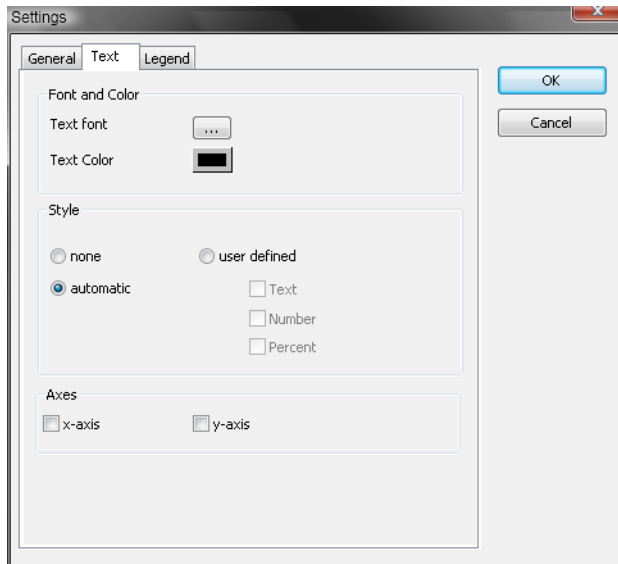 Settings
General Text Legend
OK
Cancel
Font and Color
Text font ...
Text Color
Style
none user defined
automatic Text
Number
Percent
Axes
x-axis y-axis